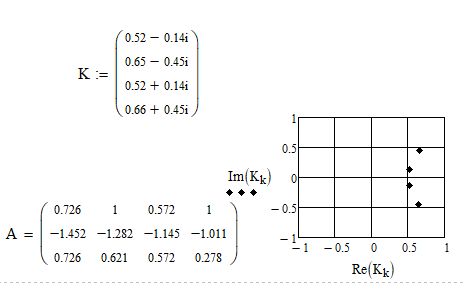 K := ( 0.52 − 0.14i
0.65 − 0.45i
0.52 + 0.14i
0.66 + 0.45i )
A = ( 0.726 1 0.572 1
−1.452 −1.282 −1.145 −1.011
0.726 0.621 0.572 0.278 )
Im(Kk)
1
0.5
0
−0.5
−1
−1 −0.5 0 0.5 1
Re(Kk)